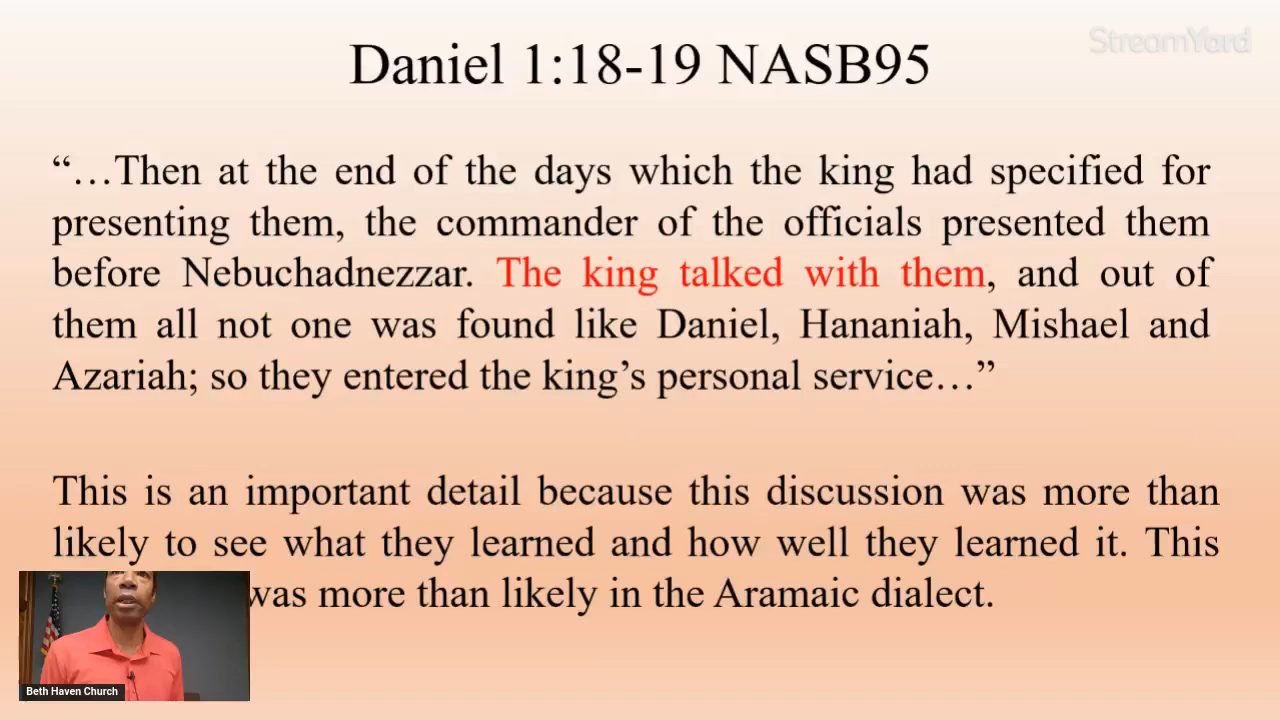 StreamYard
Daniel 1:18-19 NASB95
“…Then at the end of the days which the king had specified for
presenting them, the commander of the officials presented them
before Nebuchadnezzar. The king talked with them, and out of
them all not one was found like Daniel, Hananiah, Mishael and
Azariah; so they entered the king’s personal service…”
This is an important detail because this discussion was more than
likely to see what they learned and how well they learned it. This
was more than likely in the Aramaic dialect.
Beth Haven Church